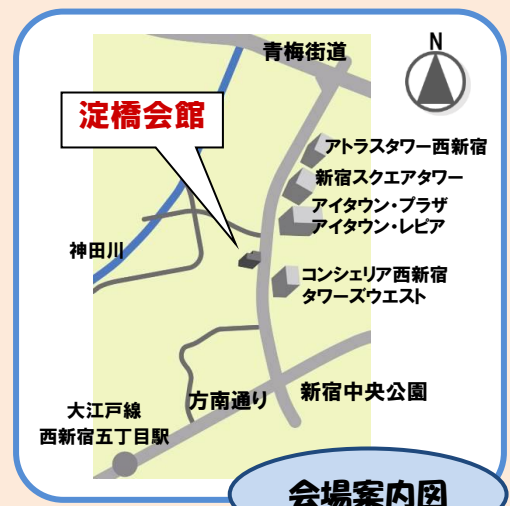 N
青梅街道
淀橋会館
アトラスタワー西新宿
新宿スクエアタワー
アイタウン・プラザ
アイタウン・レピア
神田川
コンシェリア西新宿
タワーズウエスト
新宿中央公園
方南通り
大江戸線
西新宿五丁目駅
会場案内図